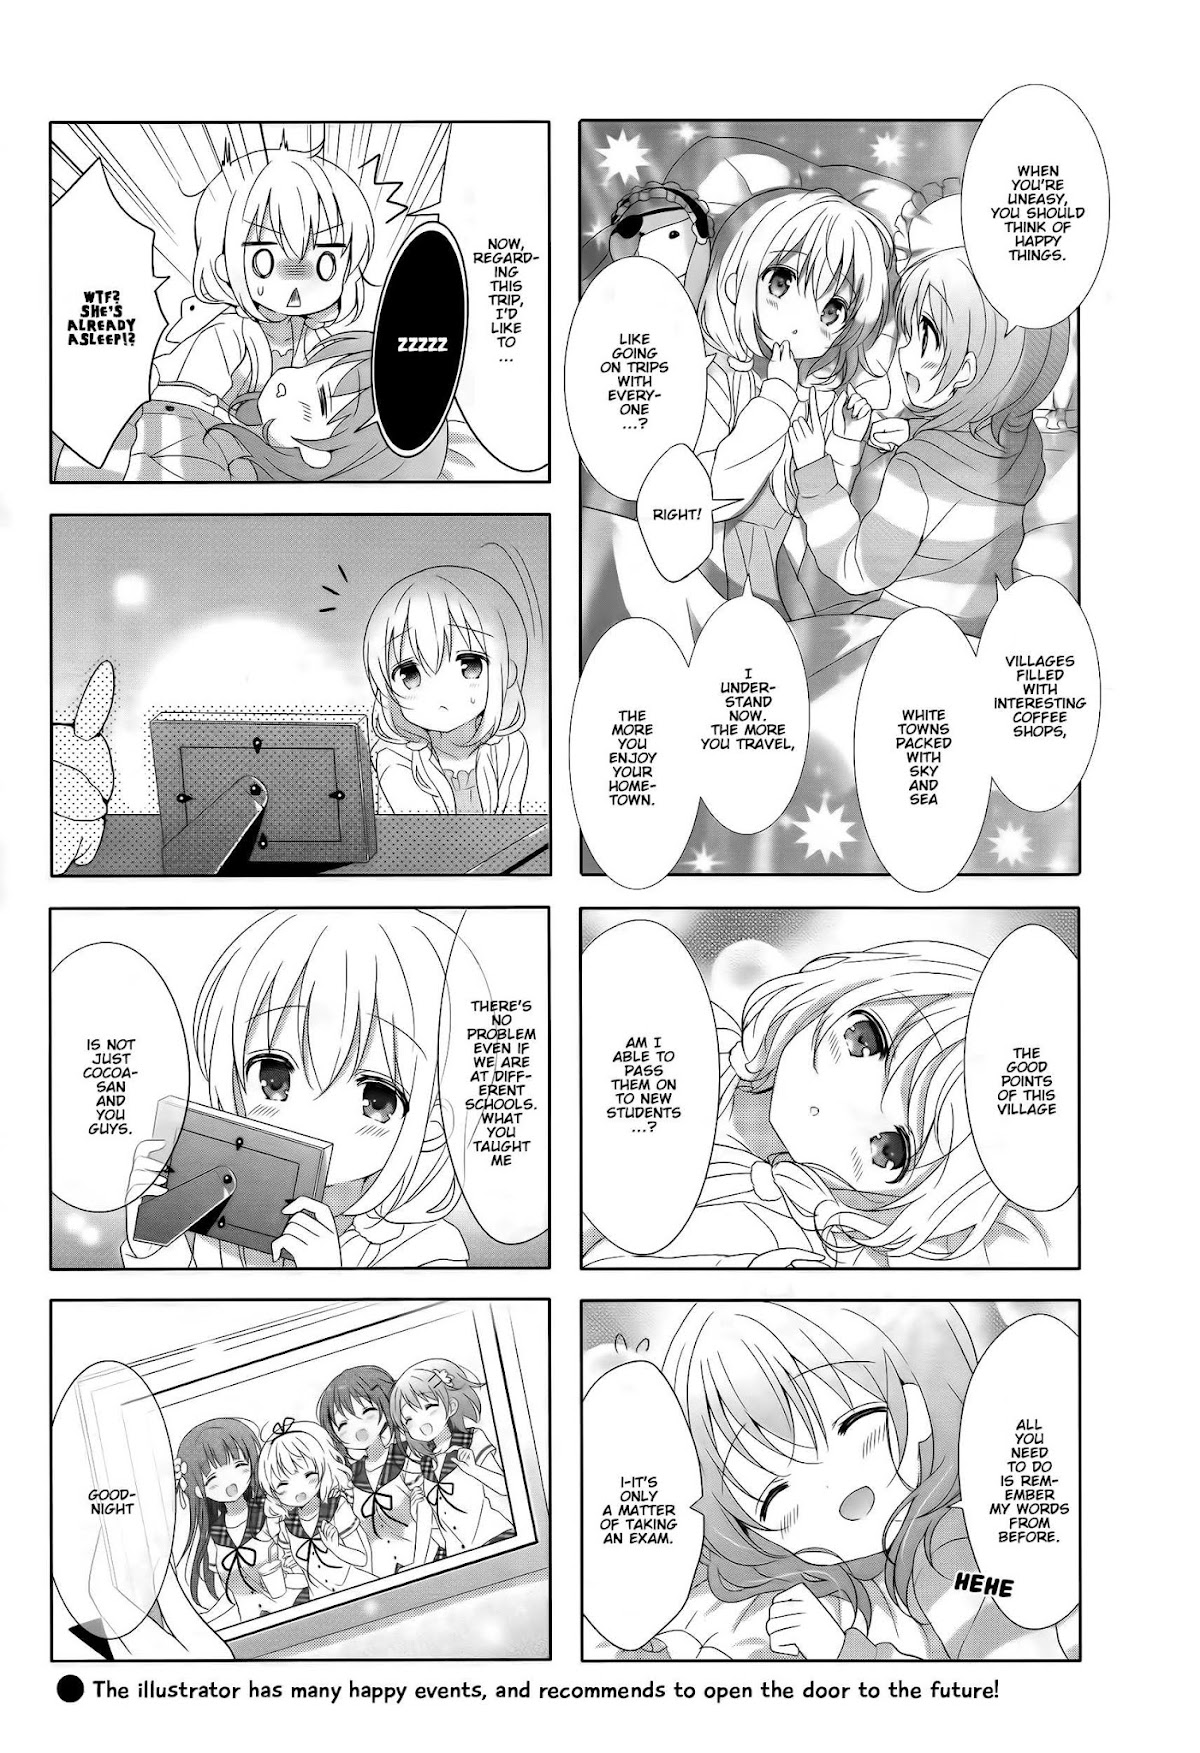 WHEN
YOU'RE
UNEASY,
YOU SHOULD
THINK OF
HAPPY
THINGS.
LIKE
GOING
ON TRIPS
WITH
EVERY-
ONE
...?
RIGHT!
VILLAGES
FILLED
WITH
INTERESTING
COFFEE
SHOPS,
WHITE
TOWNS
PACKED
WITH
SKY
AND
SEA
I
UNDER-
STAND
NOW.
THE MORE
YOU TRAVEL,
THE
MORE
YOU
ENJOY
YOUR
HOME-
TOWN.
THE
GOOD
POINTS
OF THIS
VILLAGE
AM I
ABLE TO
PASS
THEM ON
TO NEW
STUDENTS
...?
ALL
YOU
NEED
TO DO
IS REM-
EMBER
MY WORDS
FROM
BEFORE.
HEHE
I-IT'S
ONLY
A MATTER
OF TAKING
AN EXAM.
NOW,
REGARD-
ING
THIS
TRIP,
I'D
LIKE
TO
...
ZZZZZ
WTF?
SHE'S
ALREADY
ASLEEP!?
THERE'S
NO
PROBLEM
EVEN IF
WE ARE
AT DIFF-
ERENT
SCHOOLS.
WHAT
YOU
TAUGHT
ME
IS NOT
JUST
COCOA-
SAN
AND
YOU
GUYS.
GOOD-
NIGHT
● The illustrator has many happy events, and recommends to open the door to the future!